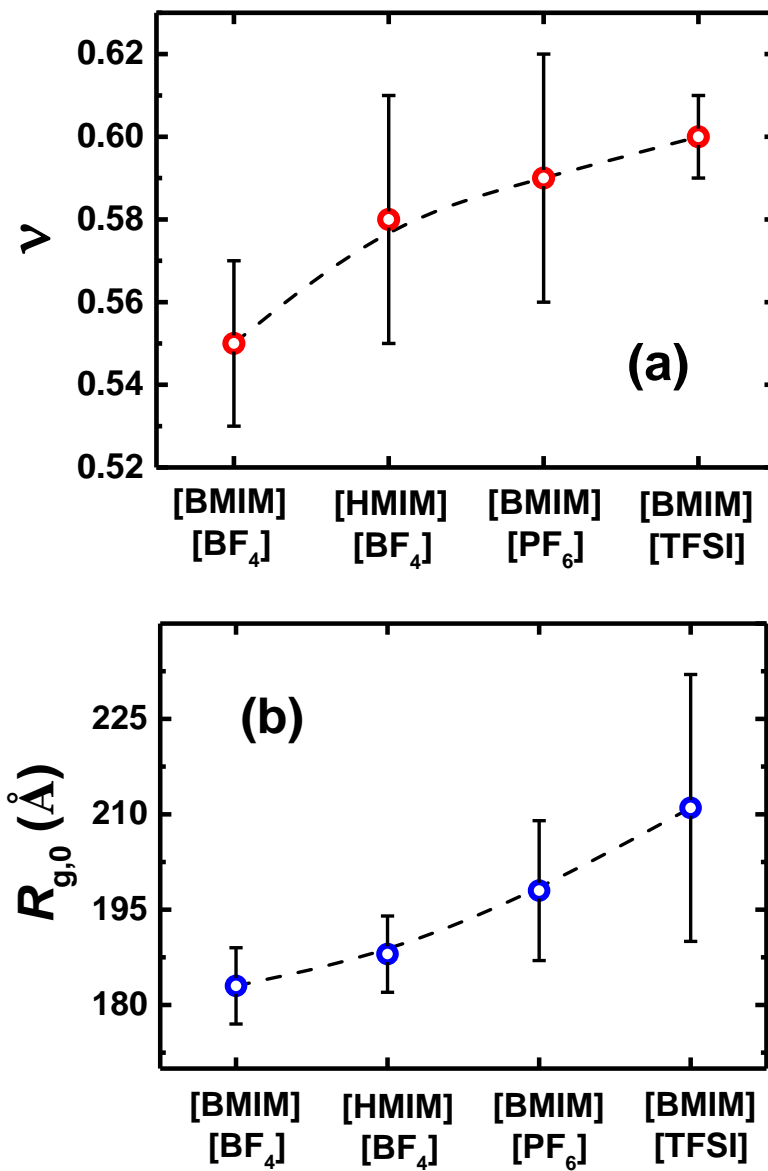 0.62
0.60
0.58
0.56
0.54
0.52
ν
(a)
[BMIM] [HMIM] [BMIM] [BMIM]
[BF₄] [BF₄] [PF₆] [TFSI]
(b)
225
210
195
180
R_g,0 (Å)
[BMIM] [HMIM] [BMIM] [BMIM]
[BF₄] [BF₄] [PF₆] [TFSI]